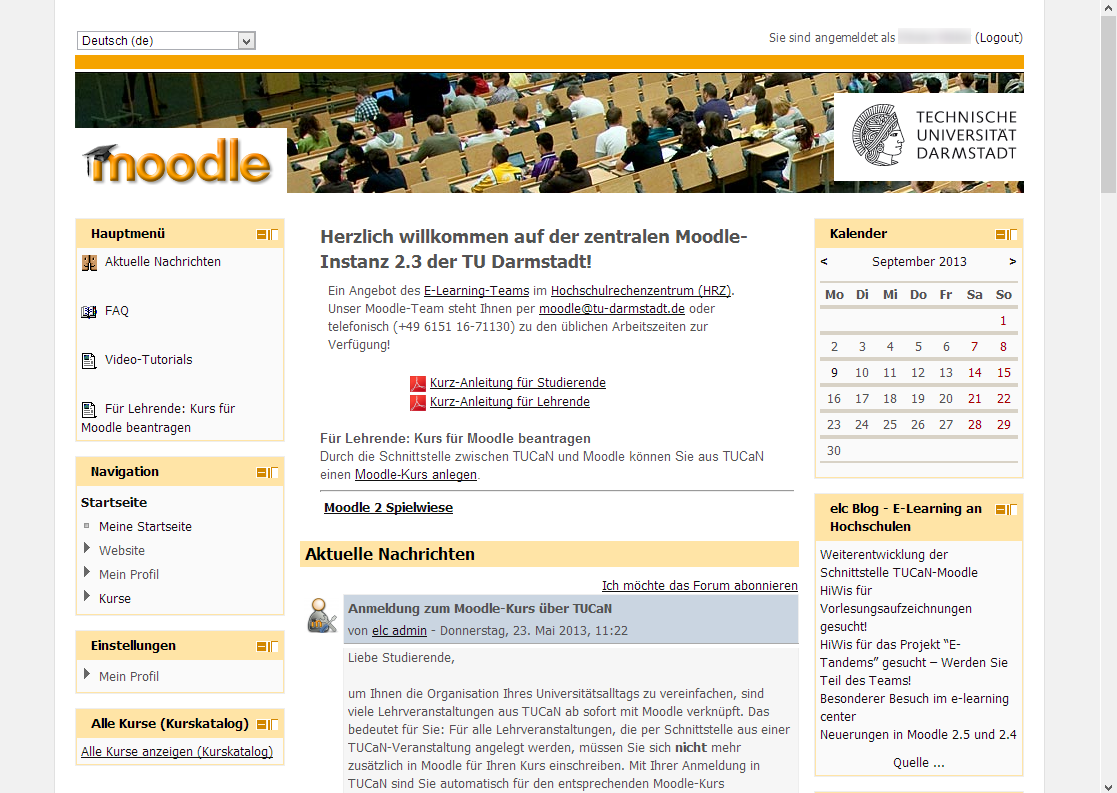 Deutsch (de)
Sie sind angemeldet als
(Logout)
moodle
TECHNISCHE
UNIVERSITÄT
DARMSTADT
Hauptmenü
Aktuelle Nachrichten
FAQ
Video-Tutorials
Für Lehrende: Kurs für
Moodle beantragen
Navigation
Startseite
Meine Startseite
Website
Mein Profil
Kurse
Einstellungen
Mein Profil
Alle Kurse (Kurskatalog)
Alle Kurse anzeigen (Kurskatalog)
Herzlich willkommen auf der zentralen Moodle-
Instanz 2.3 der TU Darmstadt!
Ein Angebot des E-Learning-Teams im Hochschulrechenzentrum (HRZ).
Unser Moodle-Team steht Ihnen per moodle@tu-darmstadt.de oder
telefonisch (+49 6151 16-71130) zu den üblichen Arbeitszeiten zur
Verfügung!
Kurz-Anleitung für Studierende
Kurz-Anleitung für Lehrende
Für Lehrende: Kurs für Moodle beantragen
Durch die Schnittstelle zwischen TUCaN und Moodle können Sie aus TUCaN
einen Moodle-Kurs anlegen.
Moodle 2 Spielwiese
Aktuelle Nachrichten
Ich möchte das Forum abonnieren
Anmeldung zum Moodle-Kurs über TUCaN
von elc admin - Donnerstag, 23. Mai 2013, 11:22
Liebe Studierende,
um Ihnen die Organisation Ihres Universitätsalltags zu vereinfachen, sind
viele Lehrveranstaltungen aus TUCaN ab sofort mit Moodle verknüpft. Das
bedeutet für Sie: Für alle Lehrveranstaltungen, die per Schnittstelle aus einer
TUCaN-Veranstaltung angelegt werden, müssen Sie sich nicht mehr
zusätzlich in Moodle für Ihren Kurs einschreiben. Mit Ihrer Anmeldung in
TUCaN sind Sie automatisch für den entsprechenden Moodle-Kurs
Kalender
< September 2013 >
Mo Di Mi Do Fr Sa So
1
2 3 4 5 6 7 8
9 10 11 12 13 14 15
16 17 18 19 20 21 22
23 24 25 26 27 28 29
30
elc Blog - E-Learning an
Hochschulen
Weiterentwicklung der
Schnittstelle TUCaN-Moodle
HiWis für
Vorlesungsaufzeichnungen
gesucht!
HiWis für das Projekt “E-
Tandems” gesucht – Werden Sie
Teil des Teams!
Besonderer Besuch im e-learning
center
Neuerungen in Moodle 2.5 und 2.4
Quelle ...